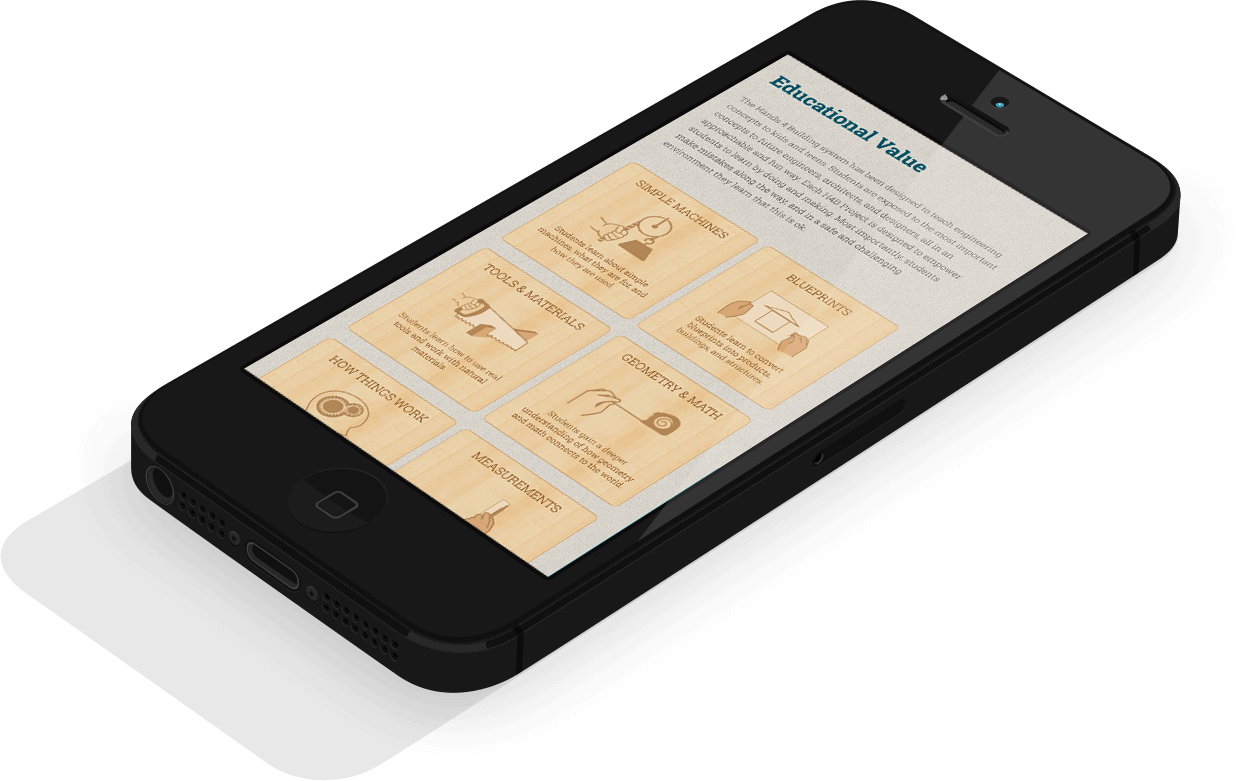 Educational Value
The Hands 4 Building system has been designed to teach engineering
concepts to kids and teens. Students are exposed to the most important
concepts to future engineers, architects, and designers, all in an
approachable and fun way. Each H4B Project is designed to empower
students to learn by doing and making. Most importantly, students
make mistakes along the way, and in a safe and challenging
environment they learn that this is ok
SIMPLE MACHINES
Students learn about simple
machines, what they are for, and
how they are used.
BLUEPRINTS
Students learn to convert
blueprints into products,
buildings, and structures.
TOOLS & MATERIALS
Students learn how to use real
tools and work with natural
materials.
GEOMETRY & MATH
Students gain a deeper
understanding of how geometry
and math connects to the world.
HOW THINGS WORK
MEASUREMENTS